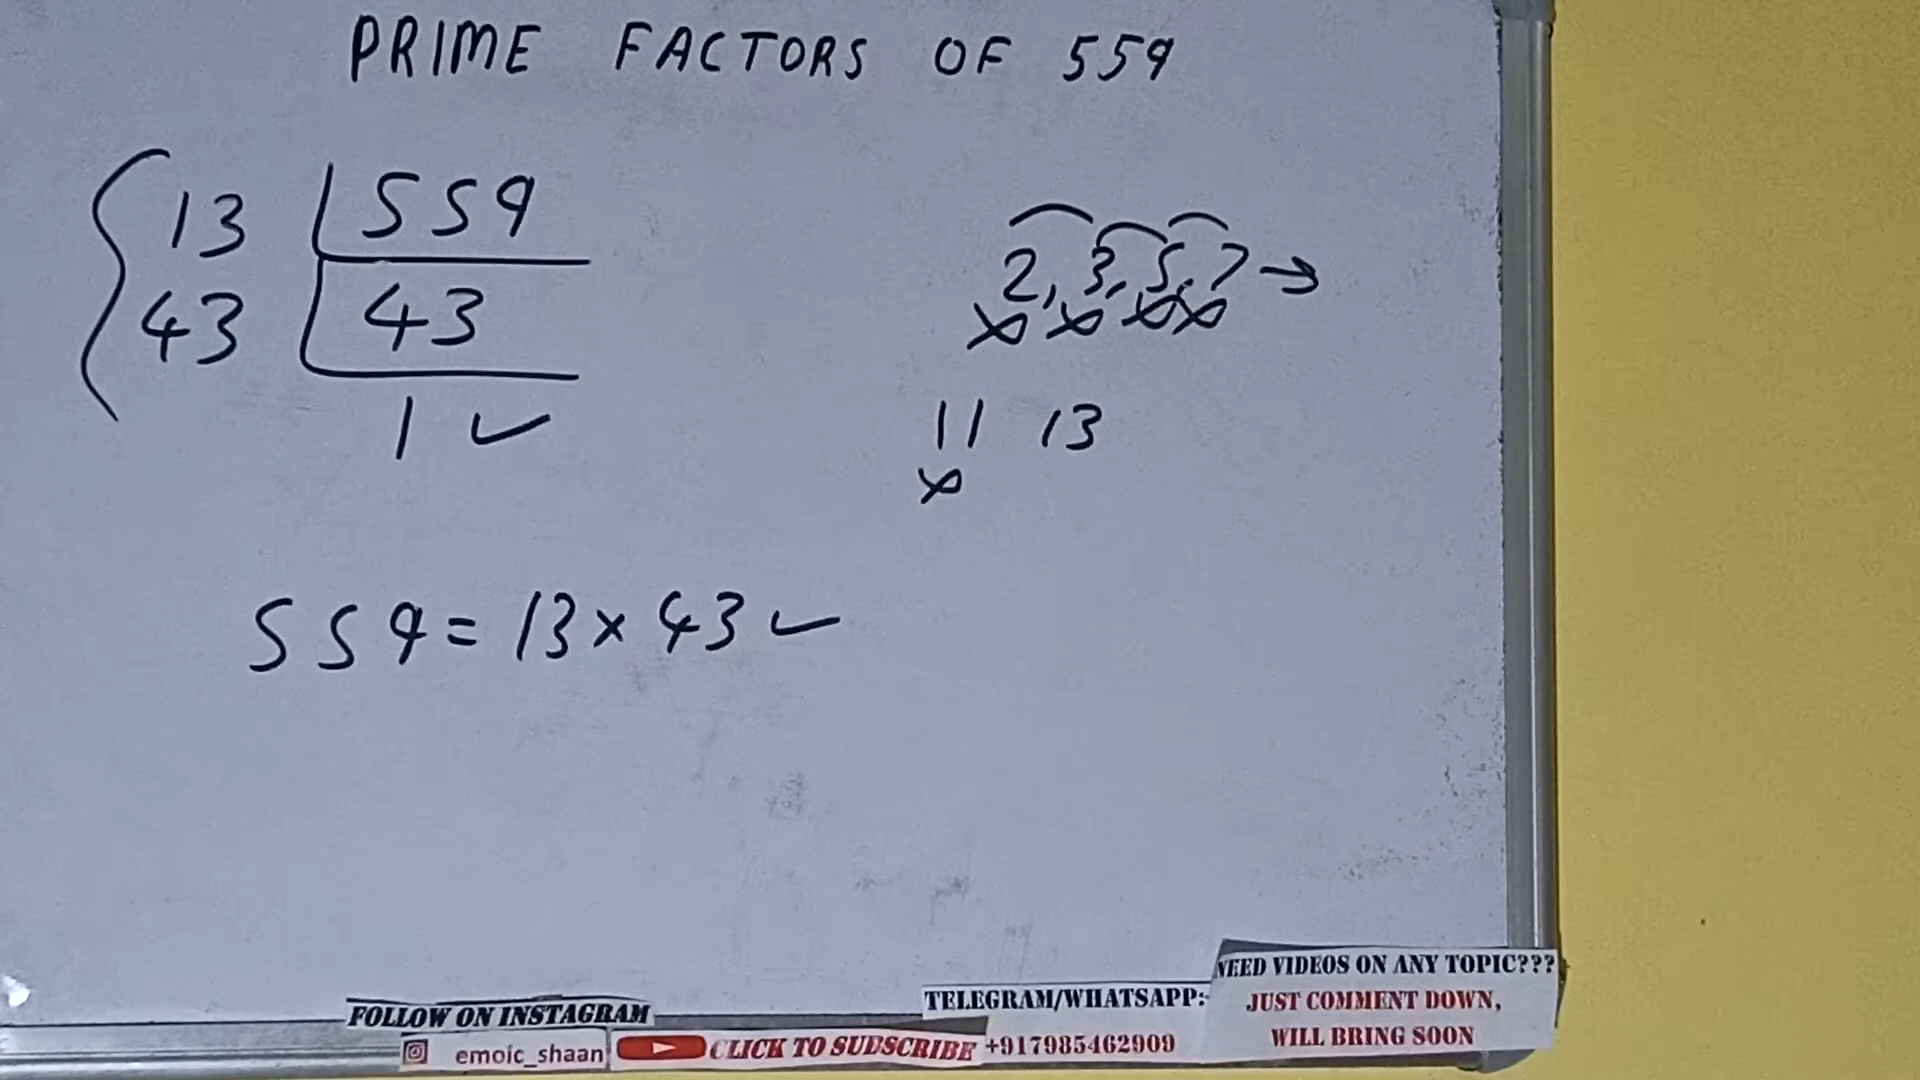 PRIME FACTORS OF 559
13 559
43 43
1 ✓
2, 3, 5, 7 →
x x x x
11 13
x
559 = 13 x 43 ✓
NEED VIDEOS ON ANY TOPIC???
JUST COMMENT DOWN,
WILL BRING SOON
TELEGRAM/WHATSAPP:-
+917985462909
FOLLOW ON INSTAGRAM
emoic_shaan
CLICK TO SUBSCRIBE